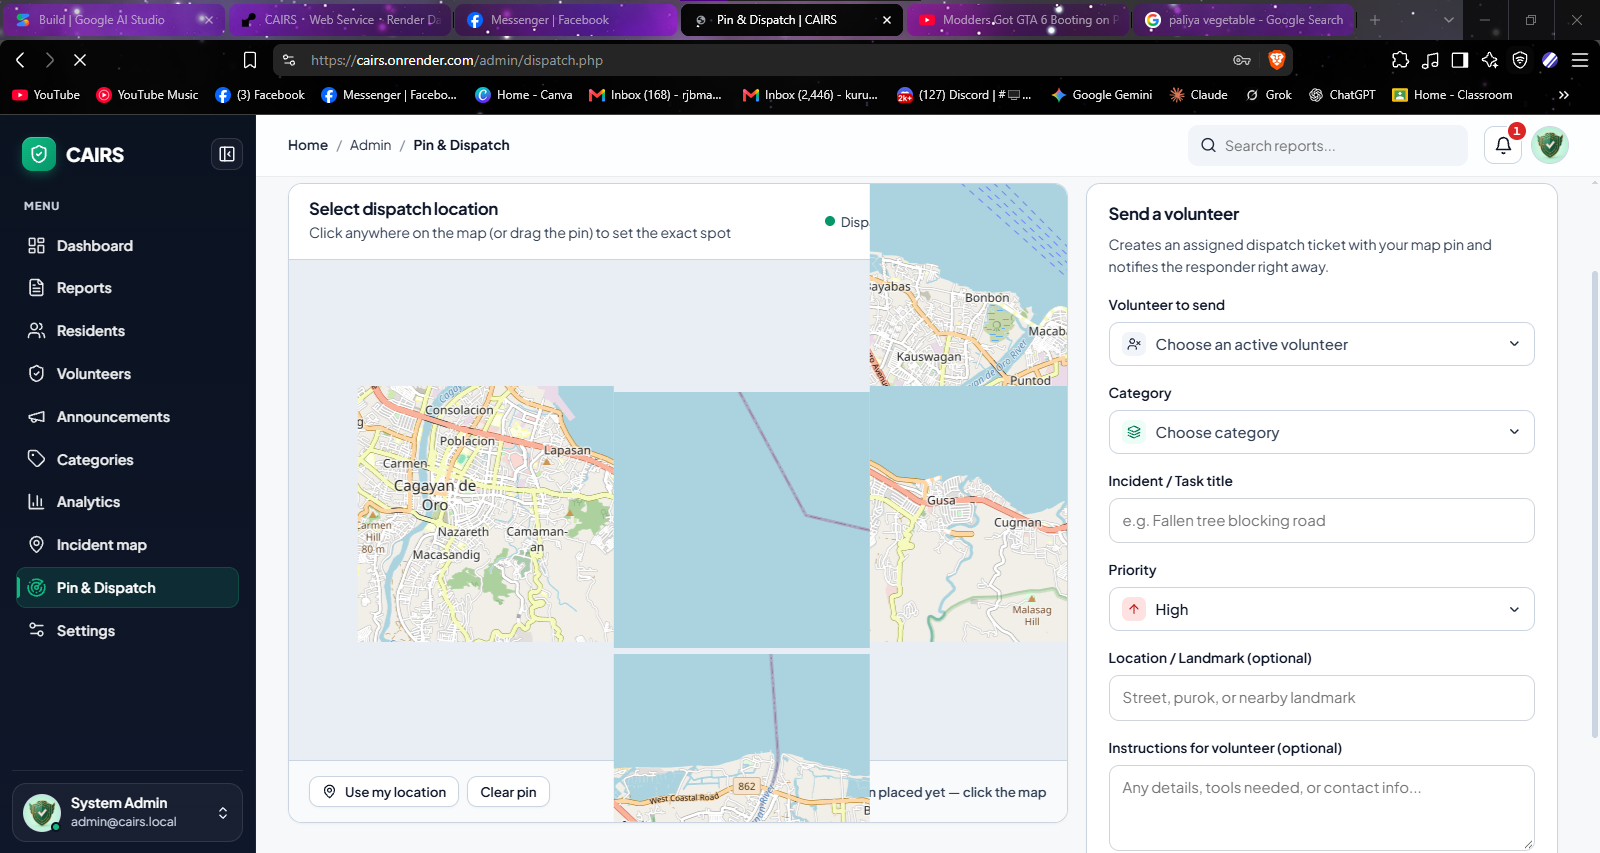 Build | Google AI Studio
CAIRS · Web Service · Render Da
Messenger | Facebook
Pin & Dispatch | CAIRS
Modders Got GTA 6 Booting on P
paliya vegetable - Google Search
https://cairs.onrender.com/admin/dispatch.php
YouTube
YouTube Music
(3) Facebook
Messenger | Facebo...
Home - Canva
Inbox (168) - rjbma...
Inbox (2,446) - kuru...
2k+
(127) Discord | #
...
Google Gemini
Claude
Grok
ChatGPT
Home - Classroom
CAIRS
MENU
Dashboard
Reports
Residents
Volunteers
Announcements
Categories
Analytics
Incident map
Pin & Dispatch
Settings
System Admin
admin@cairs.local
Home / Admin / Pin & Dispatch
Search reports...
1
Select dispatch location
Click anywhere on the map (or drag the pin) to set the exact spot
Disp
ayabas
Bonbon
Macab
Kauswagan
Puntod
Consolacion
Poblacion
Lapasan
Carmen
Cagayan de
Oro
Carmen
Hill
80 m
Nazareth
Camaman-
an
Macasandig
Gusa
Cugman
Malasag
Hill
862
West Coastal Road
Use my location
Clear pin
n placed yet — click the map
Send a volunteer
Creates an assigned dispatch ticket with your map pin and
notifies the responder right away.
Volunteer to send
Choose an active volunteer
Category
Choose category
Incident / Task title
e.g. Fallen tree blocking road
Priority
High
Location / Landmark (optional)
Street, purok, or nearby landmark
Instructions for volunteer (optional)
Any details, tools needed, or contact info...